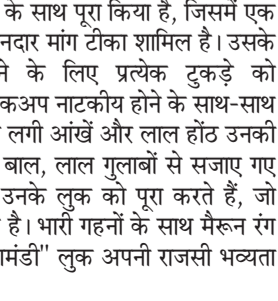 के साथ पूरा किया है, जिसमें एक
नदार मांग टीका शामिल है। उसके
ने के लिए प्रत्येक टुकड़े को
कअप नाटकीय होने के साथ-साथ
लगी आंखें और लाल होंठ उनकी
बाल, लाल गुलाबों से सजाए गए
उनके लुक को पूरा करते हैं, जो
है। भारी गहनों के साथ मैरून रंग
ामंडी" लुक अपनी राजसी भव्यता